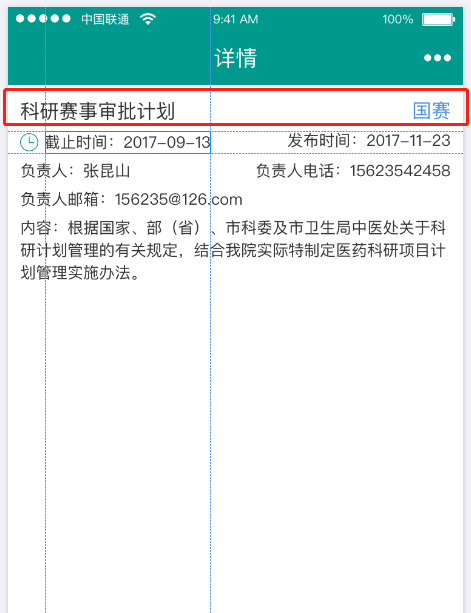 中国联通 9:41 AM 100%
详情
科研赛事审批计划 国赛
截止时间：2017-09-13 发布时间：2017-11-23
负责人：张昆山 负责人电话：15623542458
负责人邮箱：156235@126.com
内容：根据国家、部（省）、市科委及市卫生局中医处关于科
研计划管理的有关规定，结合我院实际特制定医药科研项目计
划管理实施办法。